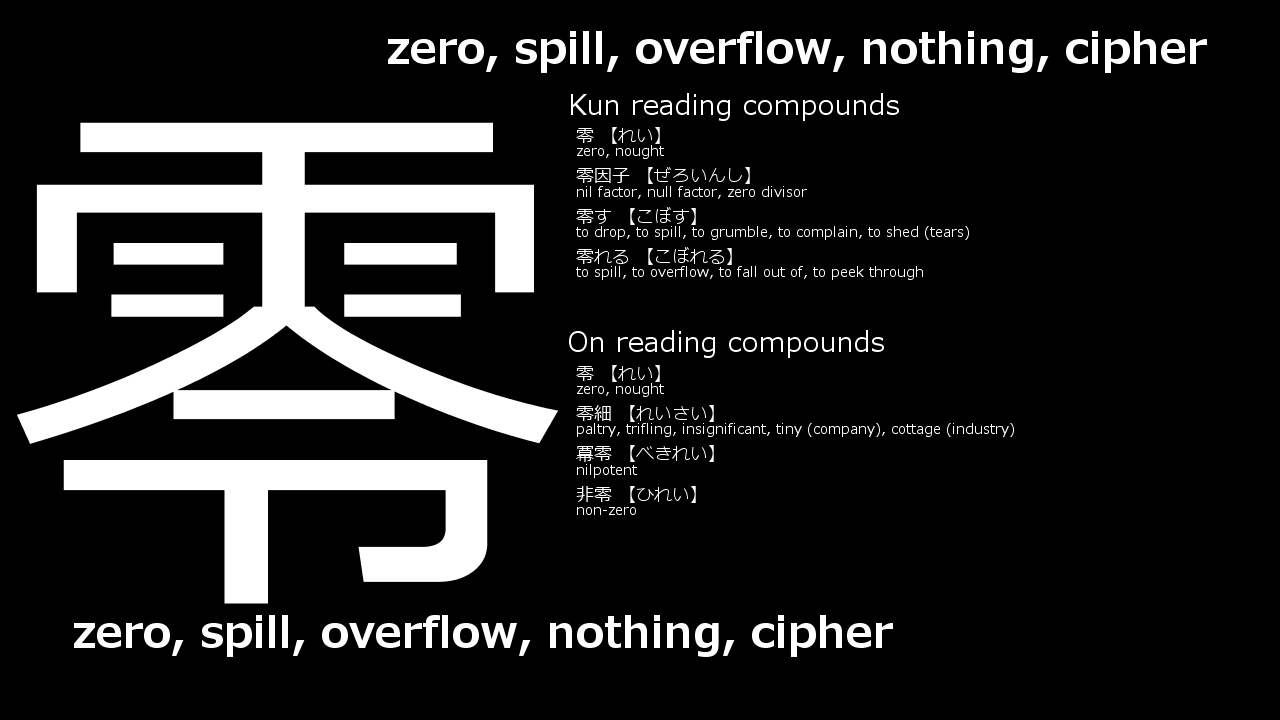 zero, spill, overflow, nothing, cipher
零
Kun reading compounds
零 【れい】
zero, nought
零因子 【ぜろいんし】
nil factor, null factor, zero divisor
零す 【こぼす】
to drop, to spill, to grumble, to complain, to shed (tears)
零れる 【こぼれる】
to spill, to overflow, to fall out of, to peek through
On reading compounds
零 【れい】
zero, nought
零細 【れいさい】
paltry, trifling, insignificant, tiny (company), cottage (industry)
冪零 【べきれい】
nilpotent
非零 【ひれい】
non-zero
zero, spill, overflow, nothing, cipher